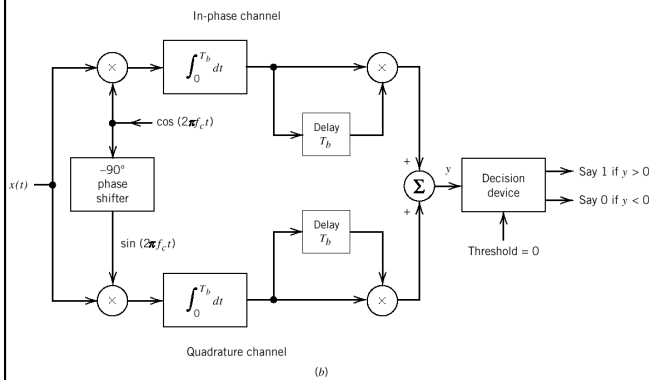 In-phase channel
× ∫₀^{T_b} dt ×
cos (2πf_ct)
Delay
T_b
−90°
phase
shifter
x(t)
+
y
Σ
+
Decision
device
Say 1 if y > 0
Say 0 if y < 0
Threshold = 0
sin (2πf_ct)
Delay
T_b
× ∫₀^{T_b} dt ×
Quadrature channel
(b)